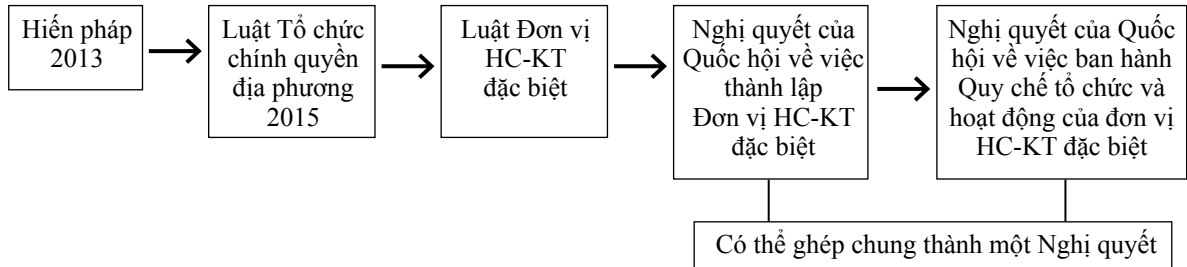 Hiến pháp
2013
Luật Tổ chức
chính quyền
địa phương
2015
Luật Đơn vị
HC-KT
đặc biệt
Nghị quyết của
Quốc hội về việc
thành lập
Đơn vị HC-KT
đặc biệt
Nghị quyết của Quốc
hội về việc ban hành
Quy chế tổ chức và
hoạt động của đơn vị
HC-KT đặc biệt
Có thể ghép chung thành một Nghị quyết